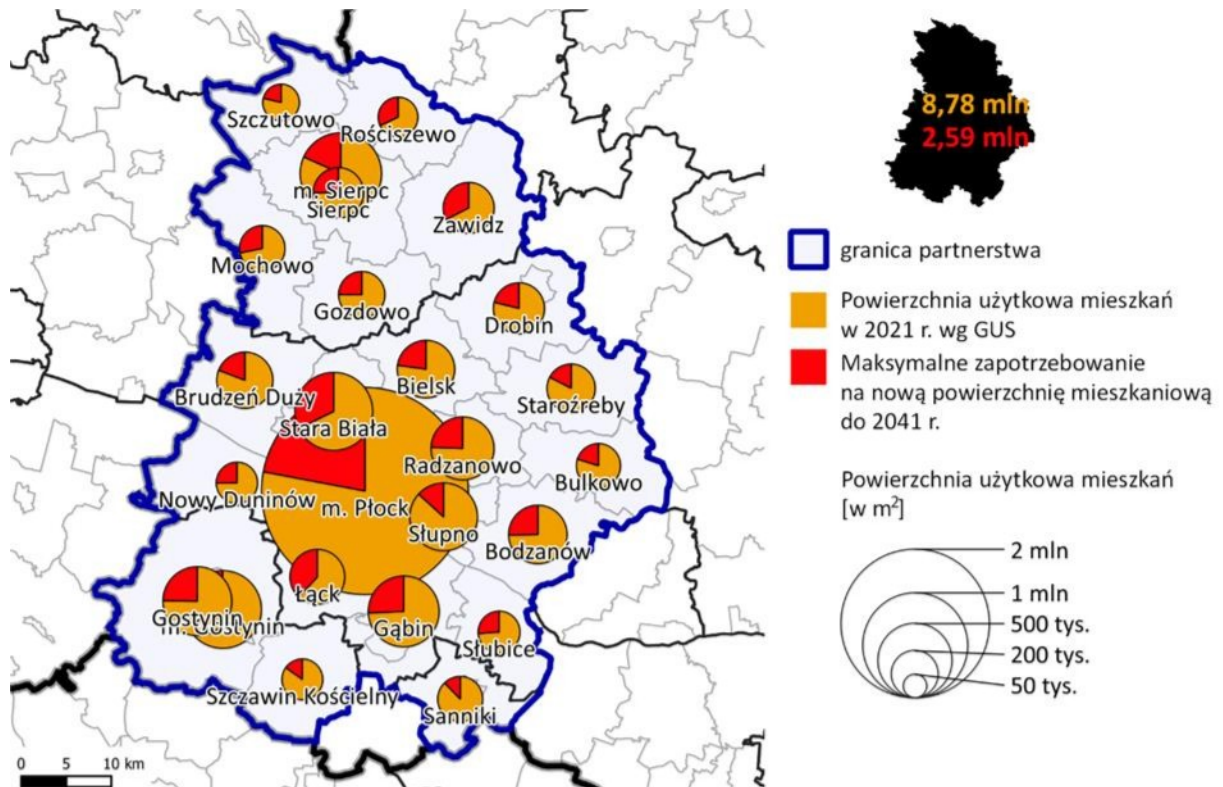 Szczutowo
Rościszewo
m. Sierpc
Sierpc
Zawidz
Mochowo
Gozdowo
Drobin
Brudzeń Duży
Bielsk
Staroźreby
Stara Biała
Radzanowo
Bulkowo
Nowy Duninów
m. Płock
Słupno
Bodzanów
Łąck
Gostynin
m. Gostynin
Gąbin
Słubice
Szczawin Kościelny
Sanniki
0 5 10 km
8,78 mln
2,59 mln
granica partnerstwa
Powierzchnia użytkowa mieszkań
w 2021 r. wg GUS
Maksymalne zapotrzebowanie
na nową powierzchnię mieszkaniową
do 2041 r.
Powierzchnia użytkowa mieszkań
[w m²]
2 mln
1 mln
500 tys.
200 tys.
50 tys.